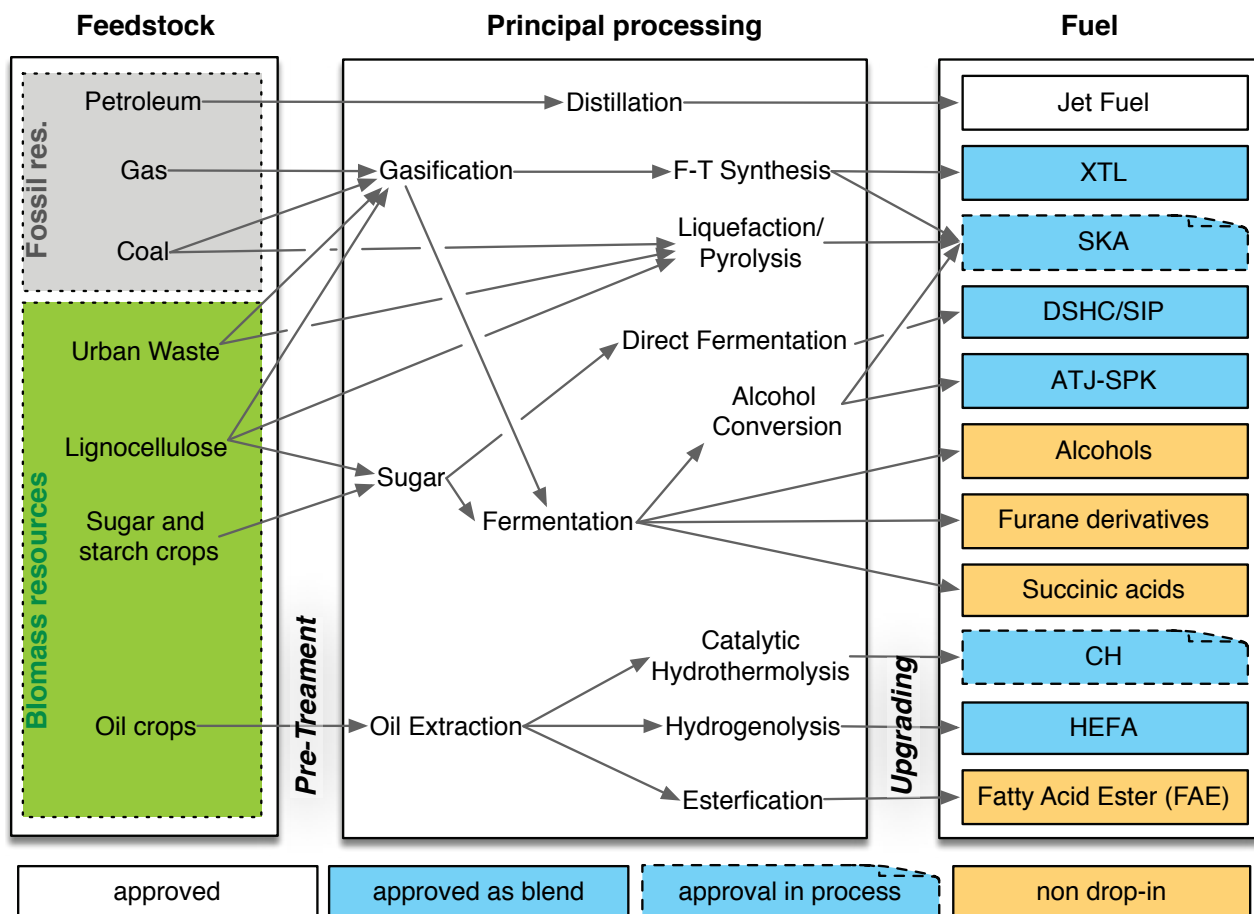 Feedstock
Principal processing
Fuel
Fossil res.
Petroleum
Gas
Coal
Biomass resources
Urban Waste
Lignocellulose
Sugar and
starch crops
Oil crops
Pre-Treament
Distillation
Gasification
F-T Synthesis
Liquefaction/
Pyrolysis
Direct Fermentation
Alcohol
Conversion
Sugar
Fermentation
Catalytic
Hydrothermolysis
Oil Extraction
Hydrogenolysis
Esterfication
Upgrading
Jet Fuel
XTL
SKA
DSHC/SIP
ATJ-SPK
Alcohols
Furane derivatives
Succinic acids
CH
HEFA
Fatty Acid Ester (FAE)
approved
approved as blend
approval in process
non drop-in